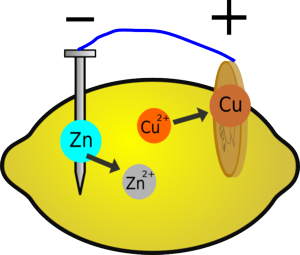 − +
Zn
Cu²⁺
Cu
Zn²⁺